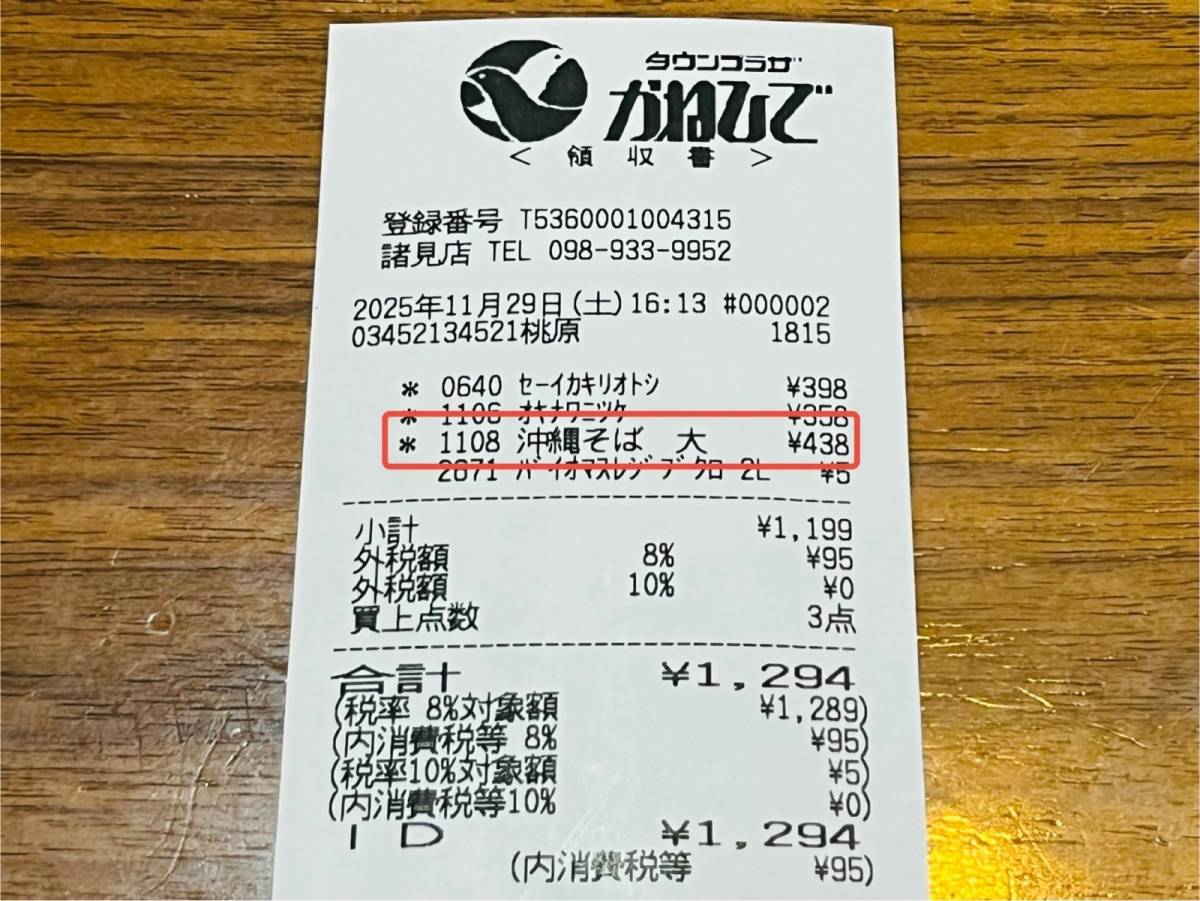 タウンプラザ
かねひで
< 領 収 書 >
登録番号 T5360001004315
諸見店 TEL 098-933-9952
2025年11月29日(土)16:13 #000002
03452134521桃原 1815
* 0640 セーイカキリオトシ ¥398
* 1106 オキナワニツケ ¥358
* 1108 沖縄そば 大 ¥438
2871 バイオマスレジブクロ 2L ¥5
小計 ¥1,199
外税額 8% ¥95
外税額 10% ¥0
買上点数 3点
合計 ¥1,294
(税率 8%対象額 ¥1,289)
(内消費税等 8% ¥95)
(税率10%対象額 ¥5)
(内消費税等10% ¥0)
ID ¥1,294
(内消費税等 ¥95)